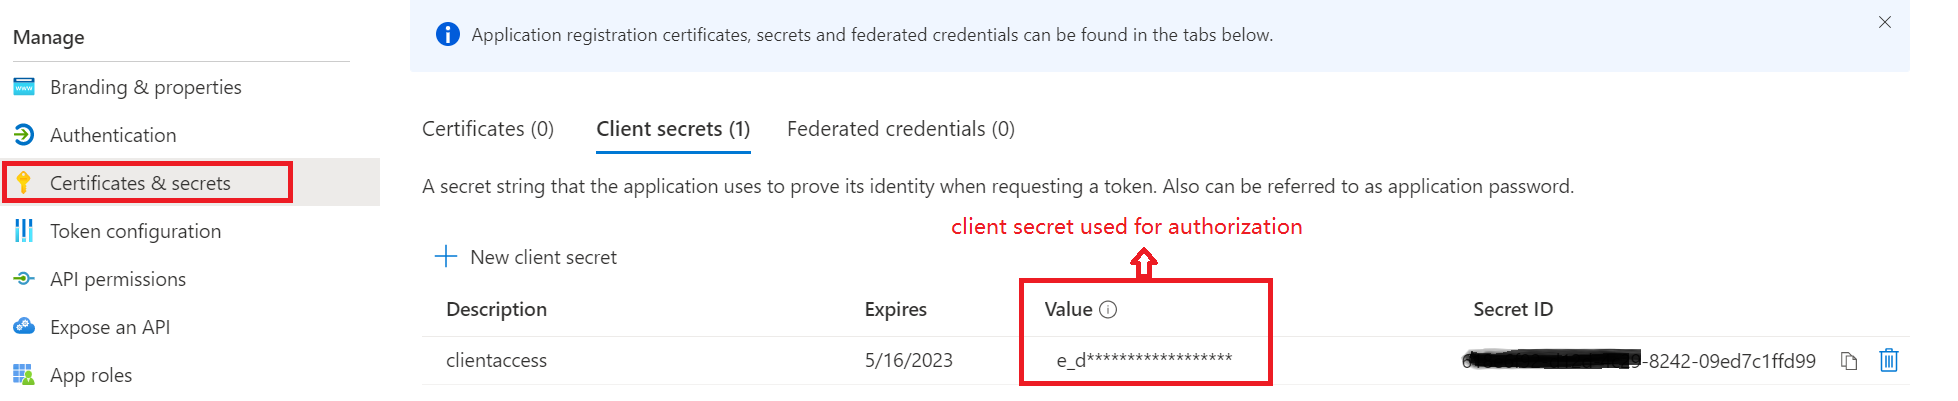 Manage
Branding & properties
Authentication
Certificates & secrets
Token configuration
API permissions
Expose an API
App roles
Application registration certificates, secrets and federated credentials can be found in the tabs below.
Certificates (0) Client secrets (1) Federated credentials (0)
A secret string that the application uses to prove its identity when requesting a token. Also can be referred to as application password.
client secret used for authorization
New client secret
Description Expires Value Secret ID
clientaccess 5/16/2023 e_d****************** 9-8242-09ed7c1ffd99